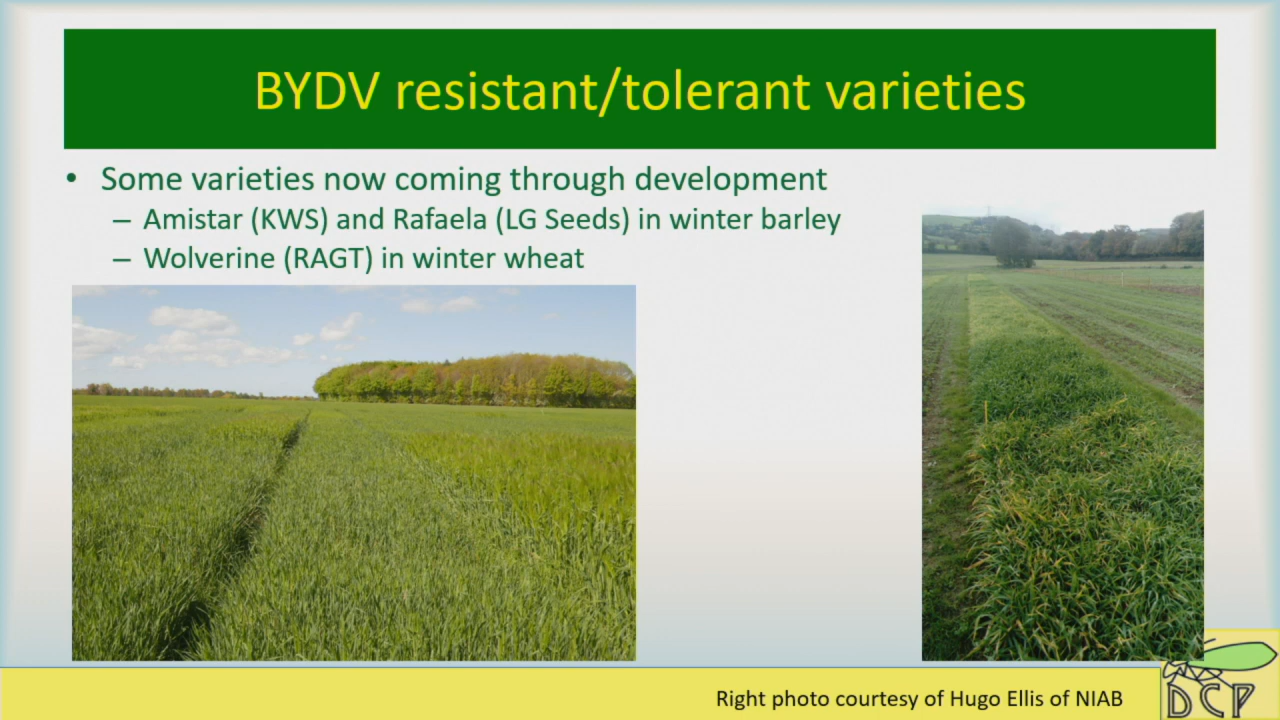 BYDV resistant/tolerant varieties
• Some varieties now coming through development
– Amistar (KWS) and Rafaela (LG Seeds) in winter barley
– Wolverine (RAGT) in winter wheat
Right photo courtesy of Hugo Ellis of NIAB
DCP